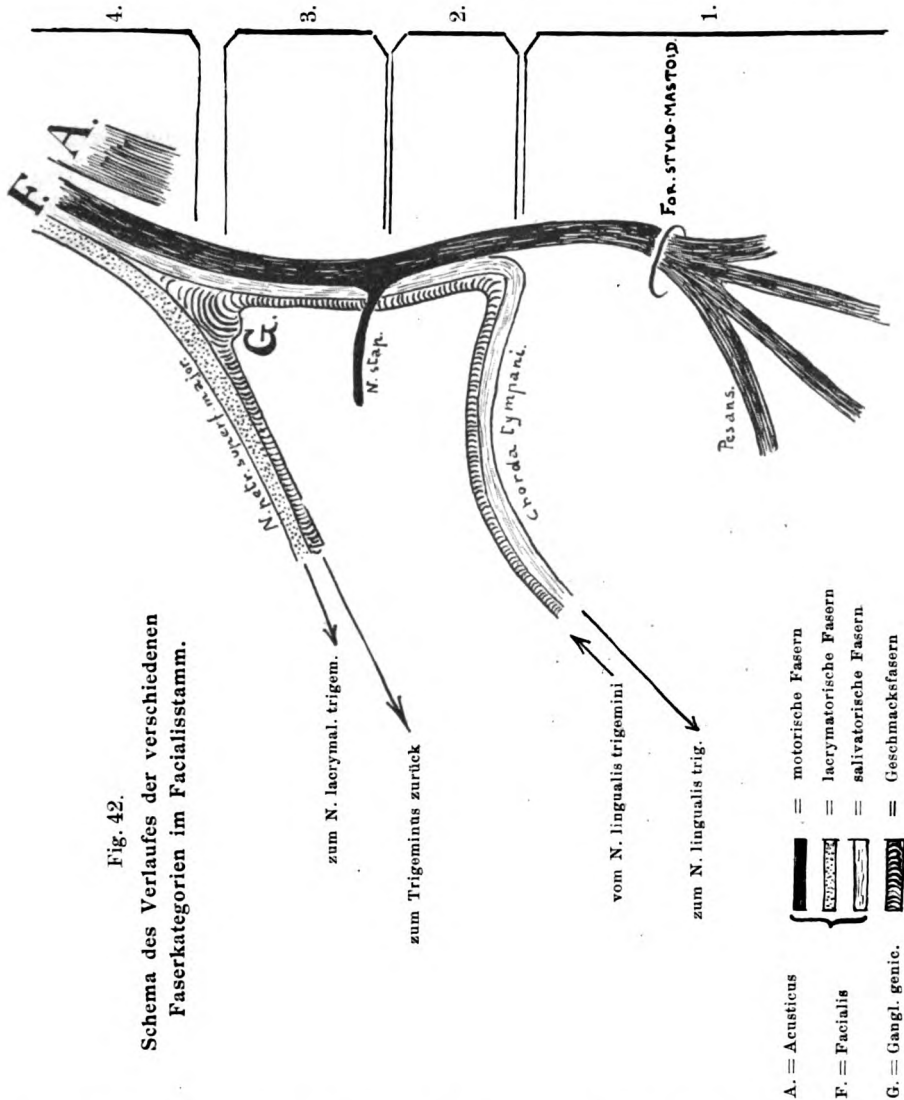 Fig. 42.
Schema des Verlaufes der verschiedenen
Faserkategorien im Facialisstamm.
4.
3.
2.
1.
F.
A.
G.
N. petr. superf. major.
N. stap.
Chorda tympani.
FOR. STYLO-MASTOID.
Pes ans.
zum N. lacrymal. trigem.
zum Trigeminus zurück
vom N. lingualis trigemini
zum N. lingualis trig.
A. = Acusticus
F. = Facialis
G. = Gangl. genic.
= motorische Fasern
= lacrymatorische Fasern
= salivatorische Fasern
= Geschmacksfasern